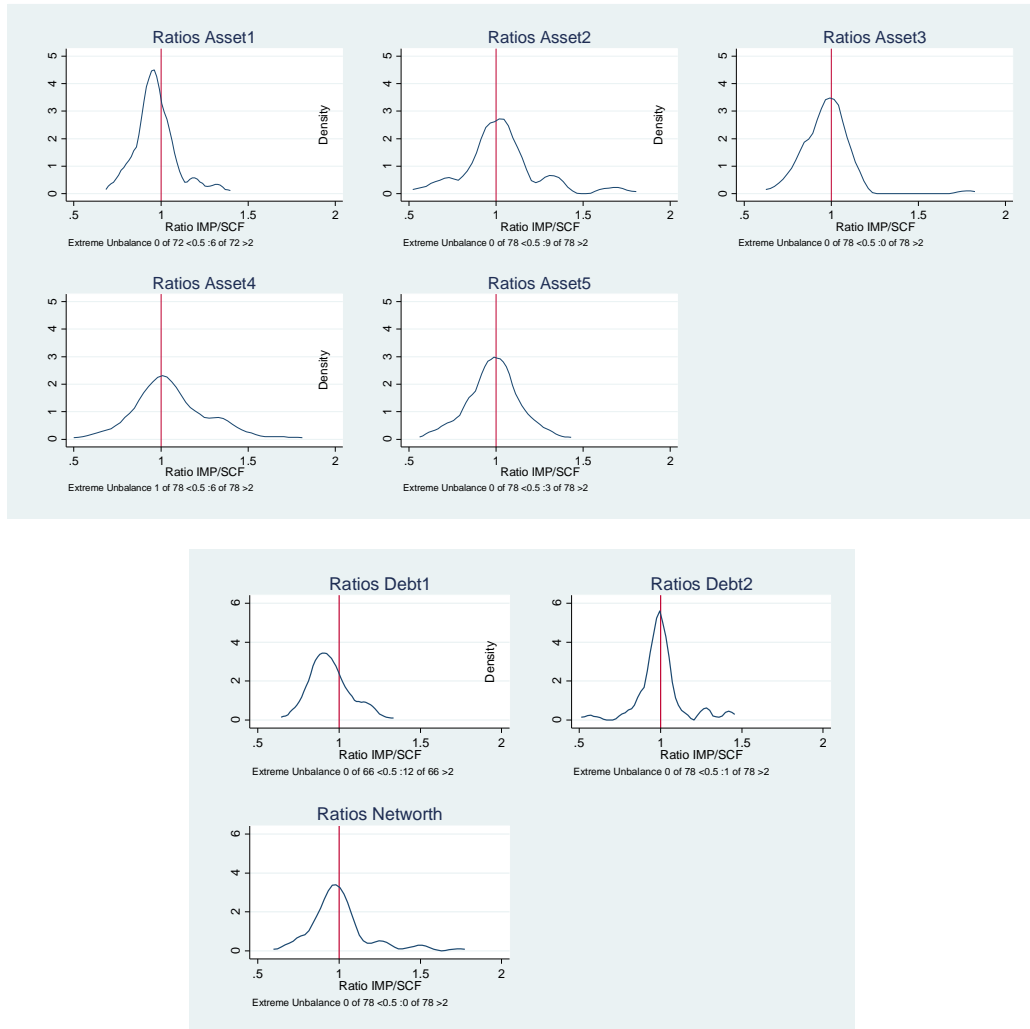 Ratios Asset1
5
4
3
2
1
0
.5 1 1.5 2
Ratio IMP/SCF
Extreme Unbalance 0 of 72 <0.5 :6 of 72 >2
Ratios Asset2
Density
5
4
3
2
1
0
.5 1 1.5 2
Ratio IMP/SCF
Extreme Unbalance 0 of 78 <0.5 :9 of 78 >2
Ratios Asset3
Density
5
4
3
2
1
0
.5 1 1.5 2
Ratio IMP/SCF
Extreme Unbalance 0 of 78 <0.5 :0 of 78 >2
Ratios Asset4
5
4
3
2
1
0
.5 1 1.5 2
Ratio IMP/SCF
Extreme Unbalance 1 of 78 <0.5 :6 of 78 >2
Ratios Asset5
Density
5
4
3
2
1
0
.5 1 1.5 2
Ratio IMP/SCF
Extreme Unbalance 0 of 78 <0.5 :3 of 78 >2
Ratios Debt1
6
4
2
0
.5 1 1.5 2
Ratio IMP/SCF
Extreme Unbalance 0 of 66 <0.5 :12 of 66 >2
Ratios Debt2
Density
6
4
2
0
.5 1 1.5 2
Ratio IMP/SCF
Extreme Unbalance 0 of 78 <0.5 :1 of 78 >2
Ratios Networth
6
4
2
0
.5 1 1.5 2
Ratio IMP/SCF
Extreme Unbalance 0 of 78 <0.5 :0 of 78 >2